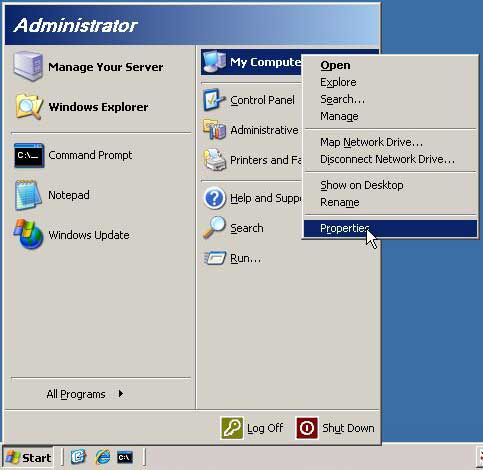 Administrator
Manage Your Server
Windows Explorer
Command Prompt
Notepad
Windows Update
All Programs
My Compute
Control Panel
Administrative
Printers and Fa
Help and Supp
Search
Run...
Open
Explore
Search...
Manage
Map Network Drive...
Disconnect Network Drive...
Show on Desktop
Rename
Properties
Log Off
Shut Down
Start